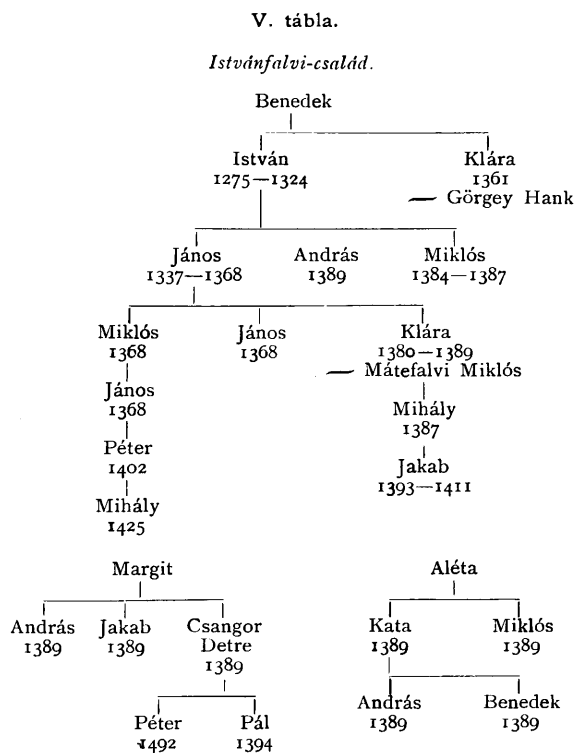 V. tábla.
Istvánfalvi-család.
Benedek
István Klára
1275—1324 1361
— Görgey Hank
János András Miklós
1337—1368 1389 1384—1387
Miklós János Klára
1368 1368 1380—1389
— Mátefalvi Miklós
János Mihály
1368 1387
Péter Jakab
1402 1393—1411
Mihály
1425
Margit Aléta
András Jakab Csangor Kata Miklós
1389 1389 Detre 1389 1389
1389
András Benedek
1389 1389
Péter Pál
1492 1394